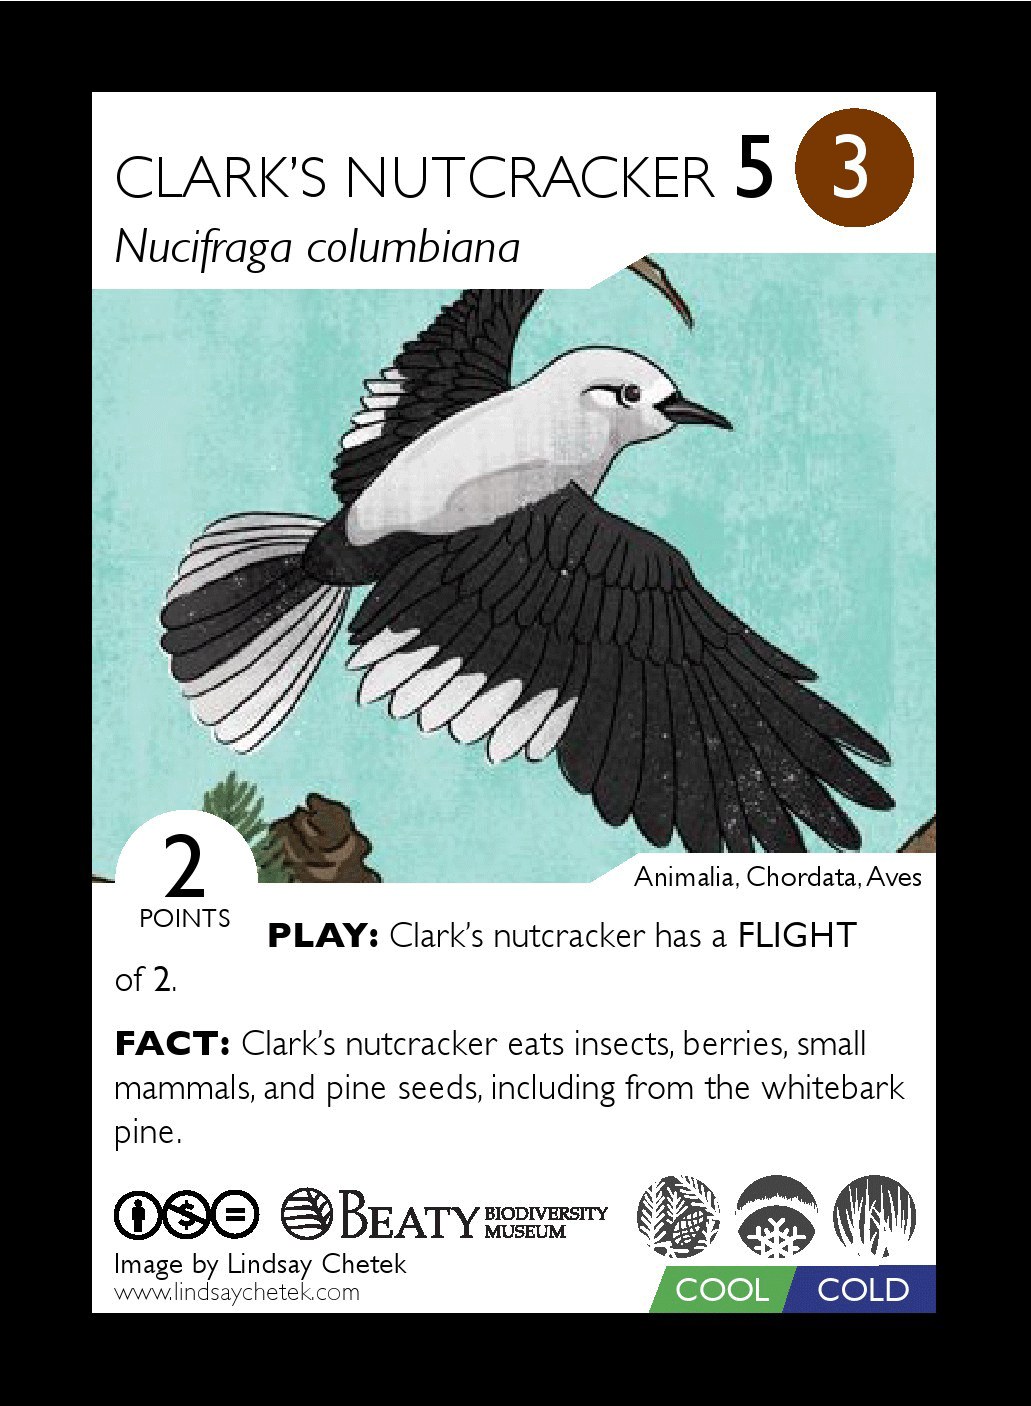 CLARK'S NUTCRACKER 5 3
Nucifraga columbiana
2
POINTS
Animalia, Chordata, Aves
PLAY: Clark's nutcracker has a FLIGHT
of 2.
FACT: Clark's nutcracker eats insects, berries, small
mammals, and pine seeds, including from the whitebark
pine.
BEATY BIODIVERSITY
MUSEUM
Image by Lindsay Chetek
www.lindsaychetek.com
COOL COLD